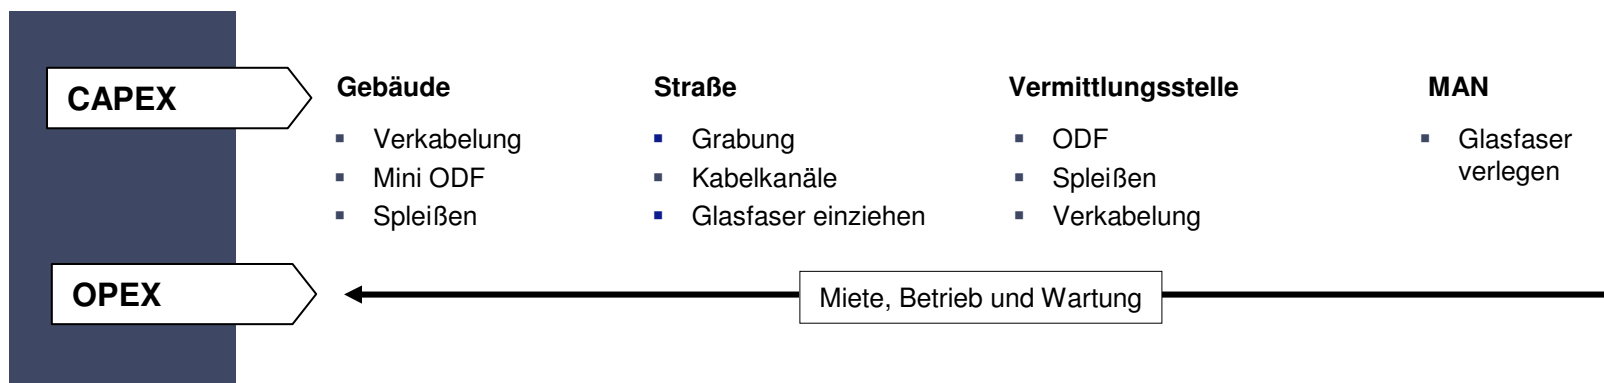 CAPEX
Gebäude
Verkabelung
Mini ODF
Spleißen
Straße
Grabung
Kabelkanäle
Glasfaser einziehen
Vermittlungsstelle
ODF
Spleißen
Verkabelung
MAN
Glasfaser
verlegen
OPEX
Miete, Betrieb und Wartung